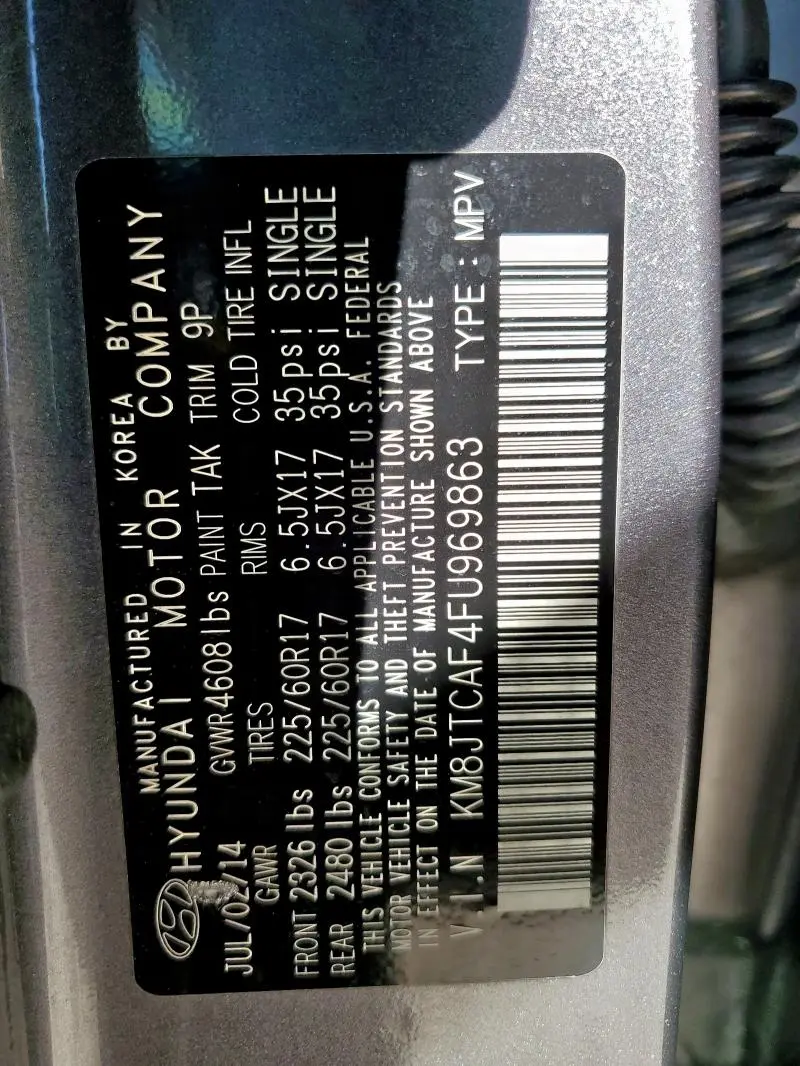 MANUFACTURED IN KOREA BY
HYUNDAI MOTOR COMPANY
JUL/02/14 GVWR4608lbs PAINT TAK TRIM 9P
GAWR TIRES RIMS COLD TIRE INFL
FRONT 2326 lbs 225/60R17 6.5JX17 35psi SINGLE
REAR 2480 lbs 225/60R17 6.5JX17 35psi SINGLE
THIS VEHICLE CONFORMS TO ALL APPLICABLE U.S.A. FEDERAL
MOTOR VEHICLE SAFETY AND THEFT PREVENTION STANDARDS
IN EFFECT ON THE DATE OF MANUFACTURE SHOWN ABOVE
V.I.N KM8JTCAF4FU969863 TYPE : MPV